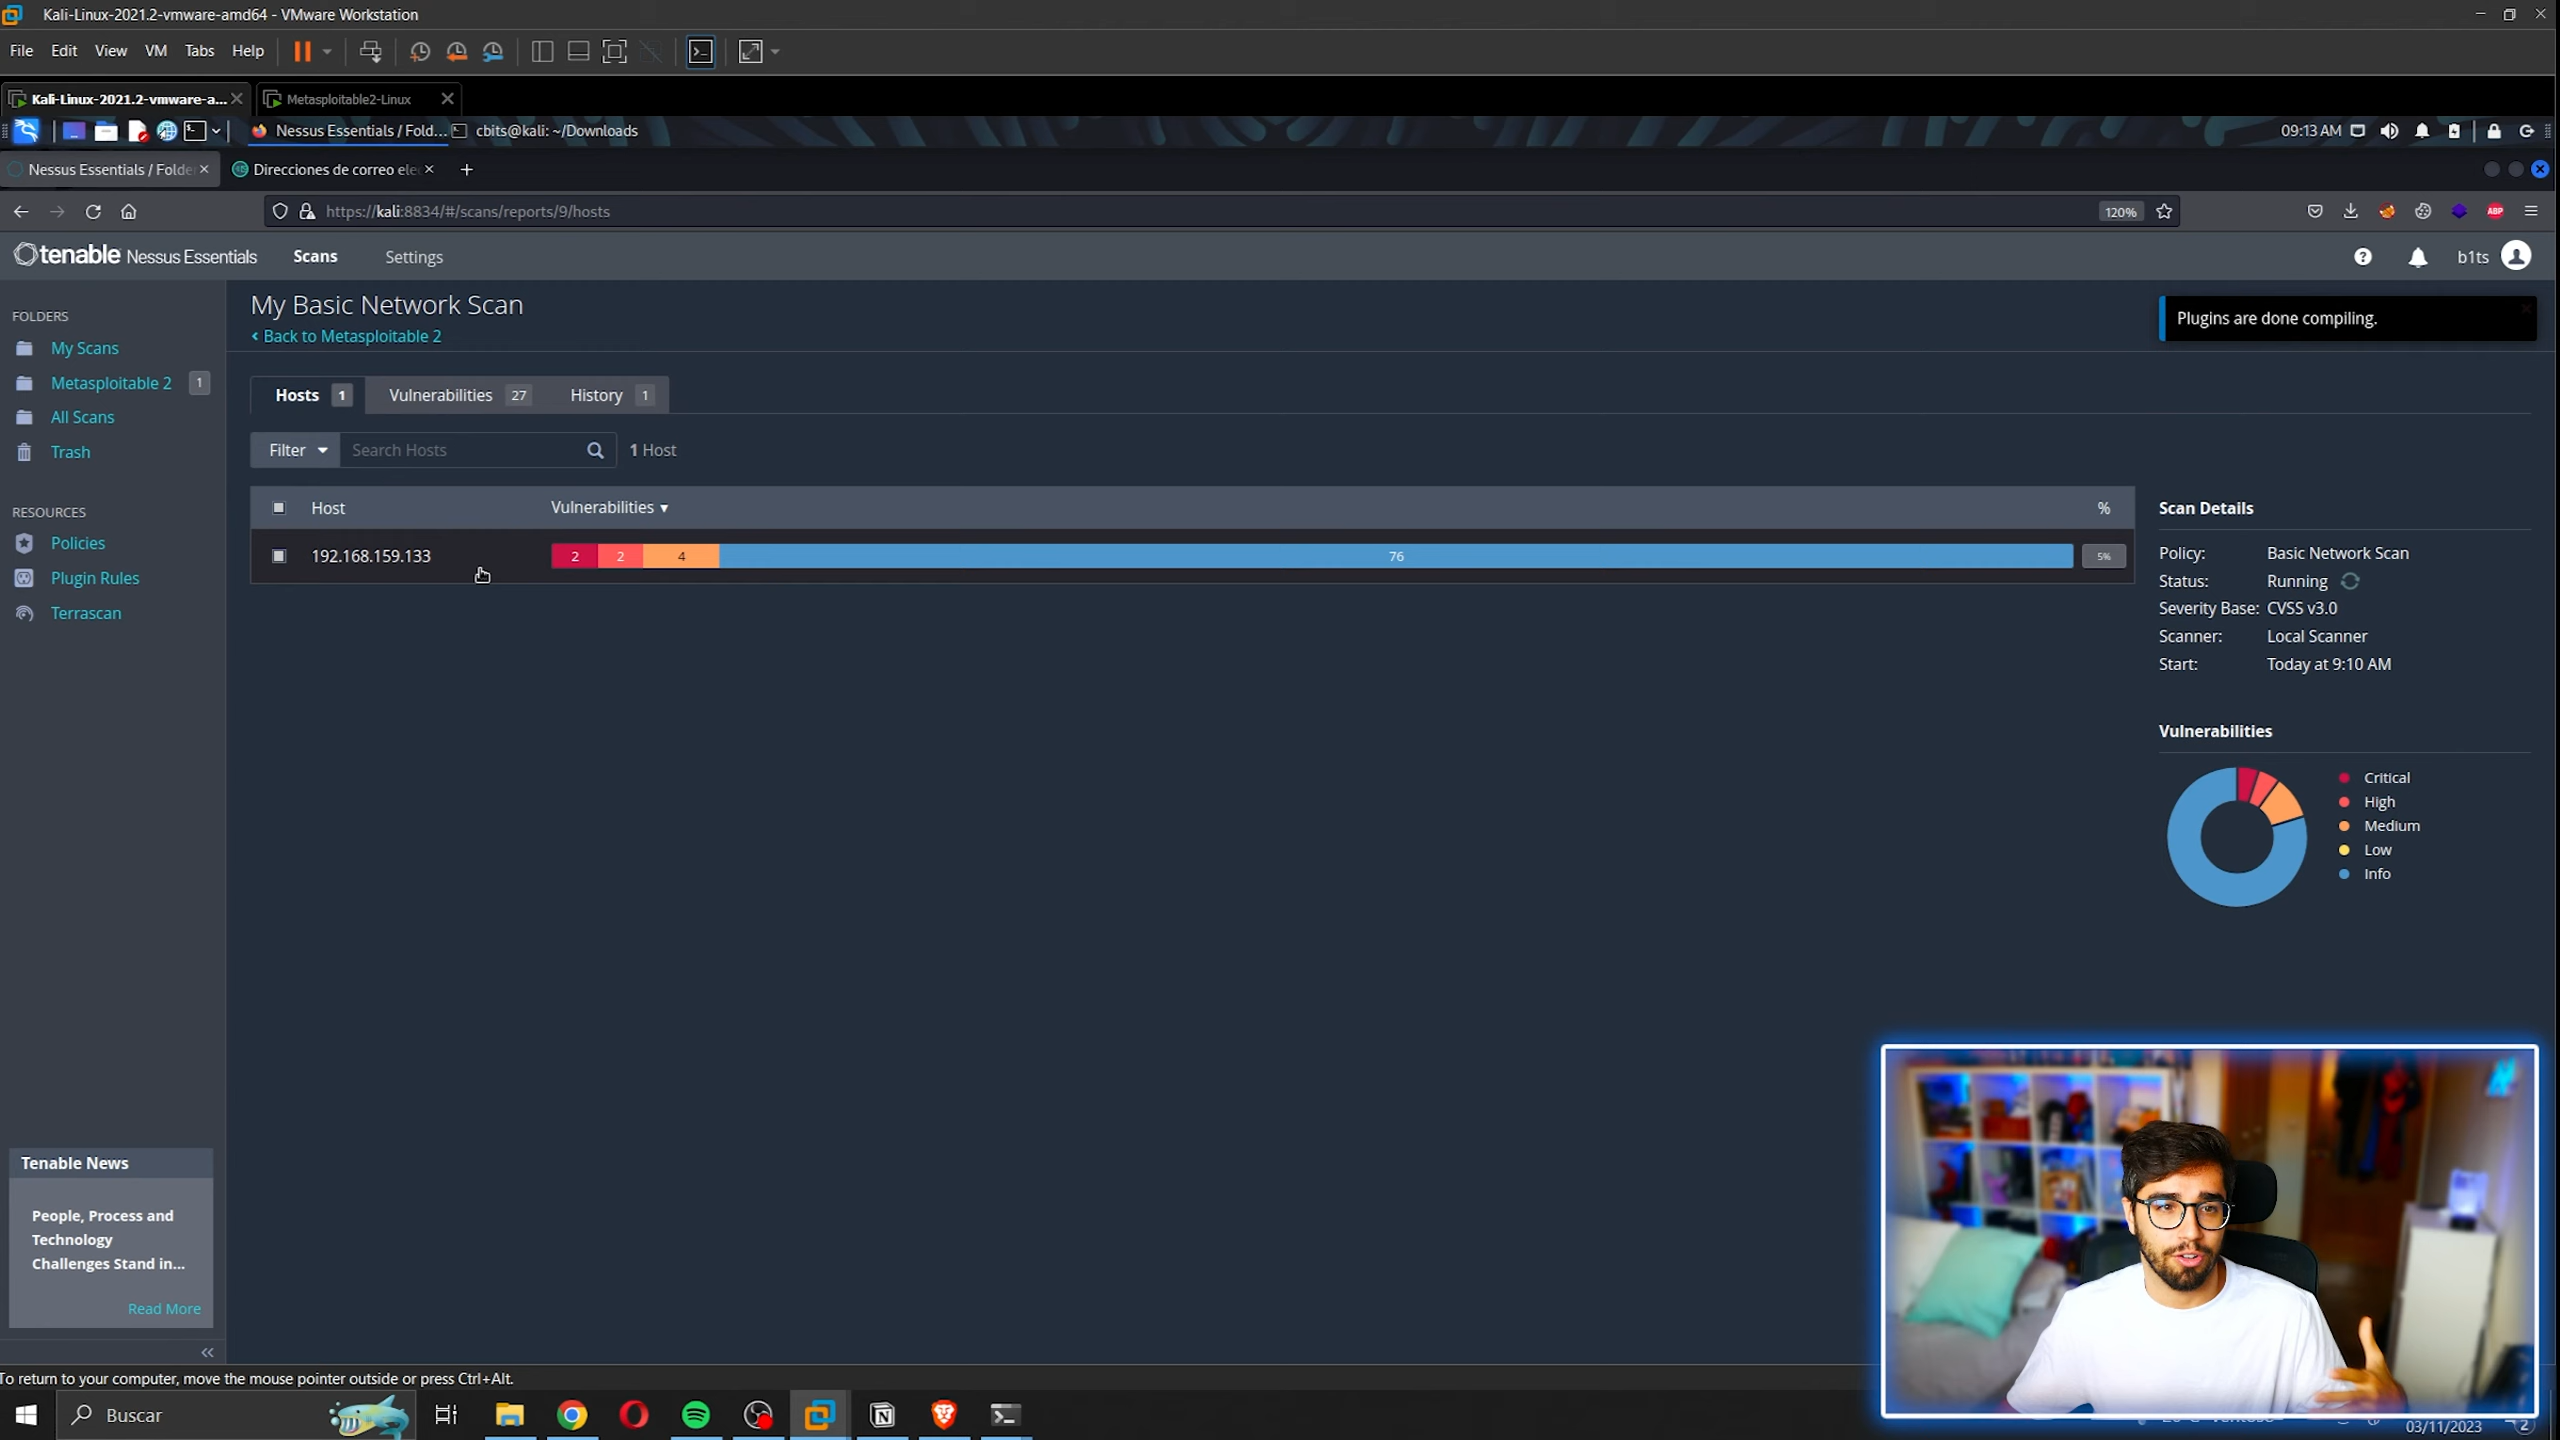 Kali-Linux-2021.2-vmware-amd64 - VMware Workstation
File Edit View VM Tabs Help
Kali-Linux-2021.2-vmware-a... Metasploitable2-Linux
Nessus Essentials / Fold... cbits@kali: ~/Downloads 09:13 AM
Nessus Essentials / Folde Direcciones de correo ele
https://kali:8834/#/scans/reports/9/hosts 120% ABP
tenable Nessus Essentials Scans Settings b1ts
My Basic Network Scan
Back to Metasploitable 2
Plugins are done compiling.
FOLDERS
My Scans
Metasploitable 2 1
All Scans
Trash
RESOURCES
Policies
Plugin Rules
Terrascan
Hosts 1 Vulnerabilities 27 History 1
Filter Search Hosts 1 Host
Host Vulnerabilities %
192.168.159.133 2 2 4 76 5%
Scan Details
Policy: Basic Network Scan
Status: Running
Severity Base: CVSS v3.0
Scanner: Local Scanner
Start: Today at 9:10 AM
Vulnerabilities
Critical
High
Medium
Low
Info
Tenable News
People, Process and
Technology
Challenges Stand in...
Read More
To return to your computer, move the mouse pointer outside or press Ctrl+Alt.
Buscar
03/11/2023 2